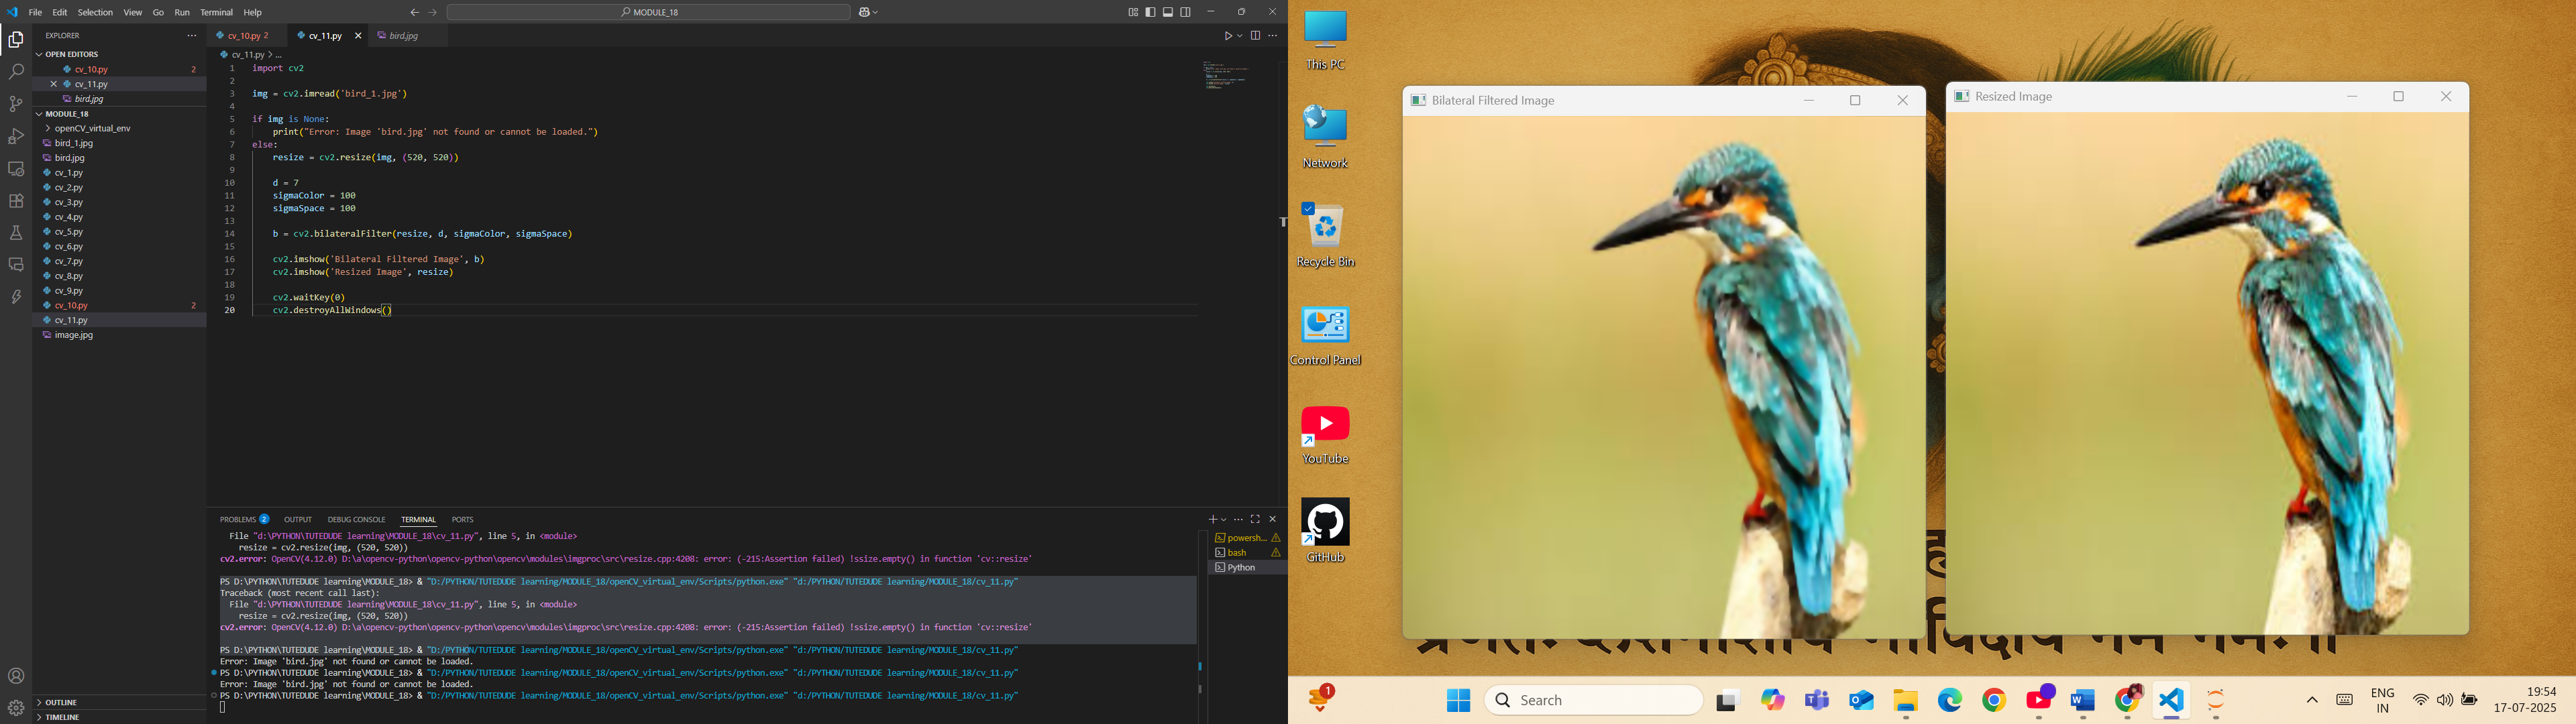 File Edit Selection View Go Run Terminal Help
MODULE_18
EXPLORER
OPEN EDITORS
cv_10.py 2
cv_11.py
bird.jpg
MODULE_18
openCV_virtual_env
bird_1.jpg
bird.jpg
cv_1.py
cv_2.py
cv_3.py
cv_4.py
cv_5.py
cv_6.py
cv_7.py
cv_8.py
cv_9.py
cv_10.py 2
cv_11.py
image.jpg
OUTLINE
TIMELINE
cv_10.py 2 cv_11.py bird.jpg
cv_11.py > ...
1 import cv2
2
3 img = cv2.imread('bird_1.jpg')
4
5 if img is None:
6 print("Error: Image 'bird.jpg' not found or cannot be loaded.")
7 else:
8 resize = cv2.resize(img, (520, 520))
9
10 d = 7
11 sigmaColor = 100
12 sigmaSpace = 100
13
14 b = cv2.bilateralFilter(resize, d, sigmaColor, sigmaSpace)
15
16 cv2.imshow('Bilateral Filtered Image', b)
17 cv2.imshow('Resized Image', resize)
18
19 cv2.waitKey(0)
20 cv2.destroyAllWindows()
PROBLEMS 2 OUTPUT DEBUG CONSOLE TERMINAL PORTS
File "d:\PYTHON\TUTEDUDE learning\MODULE_18\cv_11.py", line 5, in <module>
resize = cv2.resize(img, (520, 520))
cv2.error: OpenCV(4.12.0) D:\a\opencv-python\opencv-python\opencv\modules\imgproc\src\resize.cpp:4208: error: (-215:Assertion failed) !ssize.empty() in function 'cv::resize'
PS D:\PYTHON\TUTEDUDE learning\MODULE_18> & "D:/PYTHON/TUTEDUDE learning/MODULE_18/openCV_virtual_env/Scripts/python.exe" "d:/PYTHON/TUTEDUDE learning/MODULE_18/cv_11.py"
Traceback (most recent call last):
File "d:\PYTHON\TUTEDUDE learning\MODULE_18\cv_11.py", line 5, in <module>
resize = cv2.resize(img, (520, 520))
cv2.error: OpenCV(4.12.0) D:\a\opencv-python\opencv-python\opencv\modules\imgproc\src\resize.cpp:4208: error: (-215:Assertion failed) !ssize.empty() in function 'cv::resize'
PS D:\PYTHON\TUTEDUDE learning\MODULE_18> & "D:/PYTHON/TUTEDUDE learning/MODULE_18/openCV_virtual_env/Scripts/python.exe" "d:/PYTHON/TUTEDUDE learning/MODULE_18/cv_11.py"
Error: Image 'bird.jpg' not found or cannot be loaded.
PS D:\PYTHON\TUTEDUDE learning\MODULE_18> & "D:/PYTHON/TUTEDUDE learning/MODULE_18/openCV_virtual_env/Scripts/python.exe" "d:/PYTHON/TUTEDUDE learning/MODULE_18/cv_11.py"
Error: Image 'bird.jpg' not found or cannot be loaded.
PS D:\PYTHON\TUTEDUDE learning\MODULE_18> & "D:/PYTHON/TUTEDUDE learning/MODULE_18/openCV_virtual_env/Scripts/python.exe" "d:/PYTHON/TUTEDUDE learning/MODULE_18/cv_11.py"
powersh...
bash
Python
This PC
Network
Recycle Bin
Control Panel
YouTube
GitHub
Bilateral Filtered Image
Resized Image
1
Search
ENG
IN
19:54
17-07-2025